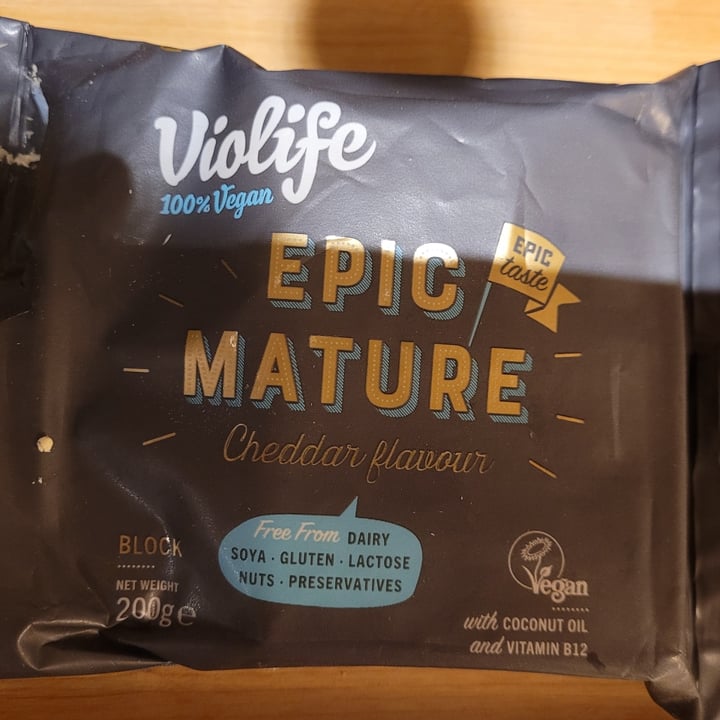 Violife
100% Vegan
EPIC
EPIC
taste
MATURE
Cheddar flavour
Free From DAIRY
SOYA · GLUTEN · LACTOSE
NUTS · PRESERVATIVES
BLOCK
NET WEIGHT
200g e
Vegan
with COCONUT OIL
and VITAMIN B12